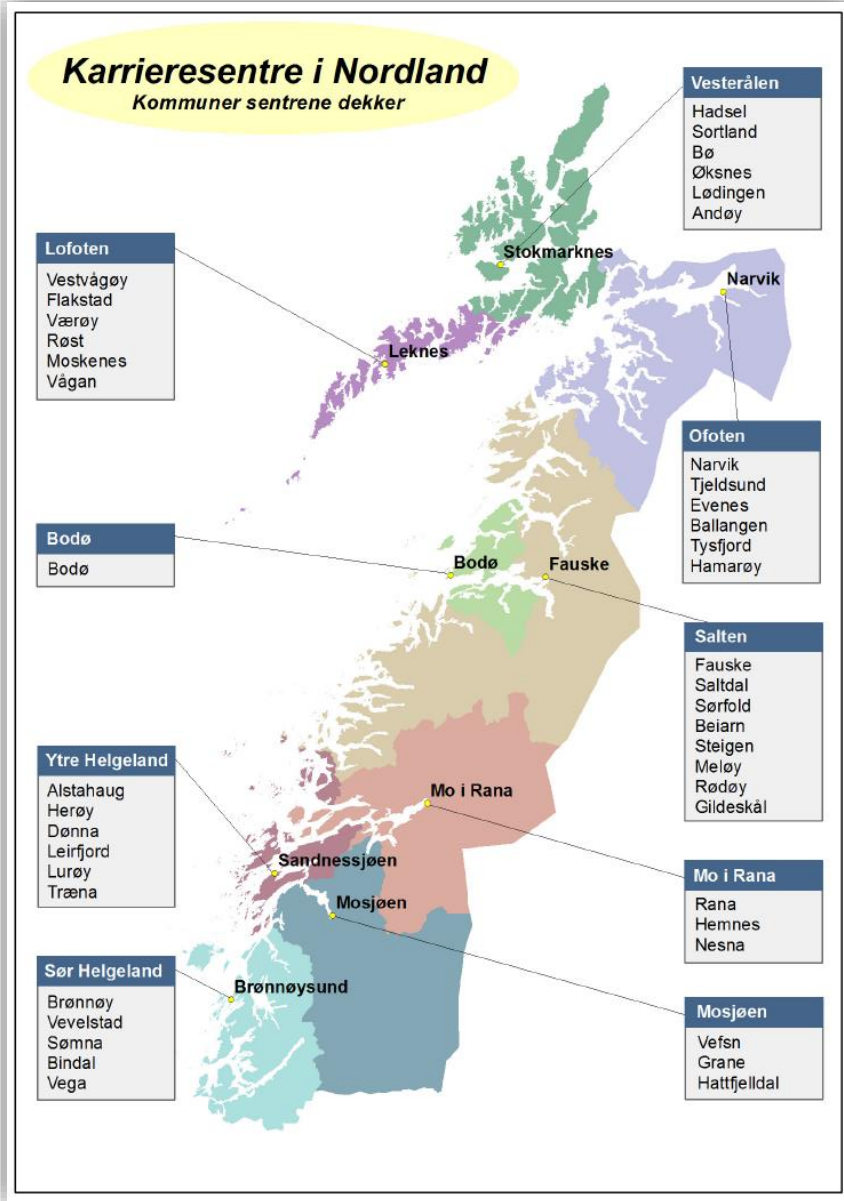 Karrieresentre i Nordland
Kommuner sentrene dekker
Vesterålen
Hadsel
Sortland
Bø
Øksnes
Lødingen
Andøy
Lofoten
Vestvågøy
Flakstad
Værøy
Røst
Moskenes
Vågan
Stokmarknes
Narvik
Leknes
Ofoten
Narvik
Tjeldsund
Evenes
Ballangen
Tysfjord
Hamarøy
Bodø
Bodø
Bodø
Fauske
Salten
Fauske
Saltdal
Sørfold
Beiarn
Steigen
Meløy
Rødøy
Gildeskål
Ytre Helgeland
Alstahaug
Herøy
Dønna
Leirfjord
Lurøy
Træna
Mo i Rana
Sandnessjøen
Mosjøen
Mo i Rana
Rana
Hemnes
Nesna
Sør Helgeland
Brønnøy
Vevelstad
Sømna
Bindal
Vega
Brønnøysund
Mosjøen
Vefsn
Grane
Hattfjelldal